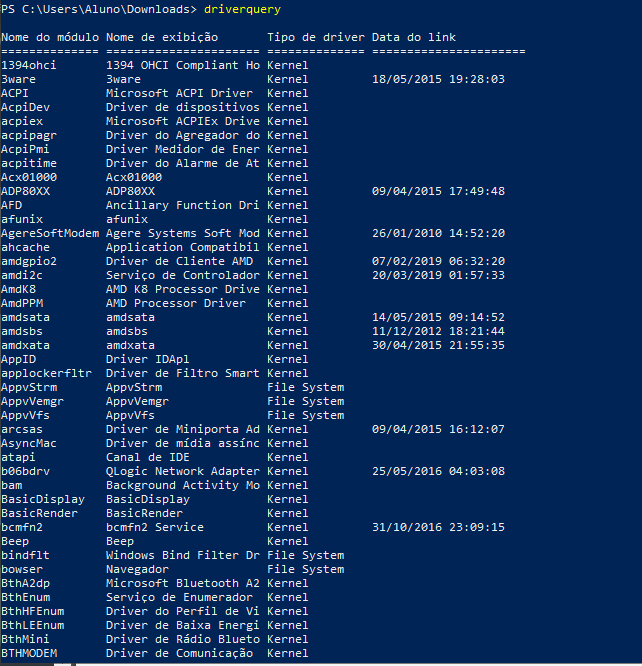 PS C:\Users\Aluno\Downloads> driverquery
Nome do módulo Nome de exibição       Tipo de driver Data do link
============== ====================== ============== ======================
1394ohci       1394 OHCI Compliant Ho Kernel
3ware          3ware                  Kernel         18/05/2015 19:28:03
ACPI           Microsoft ACPI Driver  Kernel
AcpiDev        Driver de dispositivos Kernel
acpiex         Microsoft ACPIEx Drive Kernel
acpipagr       Driver do Agregador do Kernel
AcpiPmi        Driver Medidor de Ener Kernel
acpitime       Driver do Alarme de At Kernel
Acx01000       Acx01000               Kernel
ADP80XX        ADP80XX                Kernel         09/04/2015 17:49:48
AFD            Ancillary Function Dri Kernel
afunix         afunix                 Kernel
AgereSoftModem Agere Systems Soft Mod Kernel         26/01/2010 14:52:20
ahcache        Application Compatibil Kernel
amdgpio2       Driver de Cliente AMD  Kernel         07/02/2019 06:32:20
amdi2c         Serviço de Controlador Kernel         20/03/2019 01:57:33
AmdK8          AMD K8 Processor Drive Kernel
AmdPPM         AMD Processor Driver   Kernel
amdsata        amdsata                Kernel         14/05/2015 09:14:52
amdsbs         amdsbs                 Kernel         11/12/2012 18:21:44
amdxata        amdxata                Kernel         30/04/2015 21:55:35
AppID          Driver IDApl           Kernel
applockerfltr  Driver de Filtro Smart Kernel
AppvStrm       AppvStrm               File System
AppvVemgr      AppvVemgr              File System
AppvVfs        AppvVfs                File System
arcsas         Driver de Miniporta Ad Kernel         09/04/2015 16:12:07
AsyncMac       Driver de mídia assínc Kernel
atapi          Canal de IDE           Kernel
b06bdrv        QLogic Network Adapter Kernel         25/05/2016 04:03:08
bam            Background Activity Mo Kernel
BasicDisplay   BasicDisplay           Kernel
BasicRender    BasicRender            Kernel
bcmfn2         bcmfn2 Service         Kernel         31/10/2016 23:09:15
Beep           Beep                   Kernel
bindflt        Windows Bind Filter Dr File System
bowser         Navegador              File System
BthA2dp        Microsoft Bluetooth A2 Kernel
BthEnum        Serviço de Enumerador  Kernel
BthHFEnum      Driver do Perfil de Vi Kernel
BthLEEnum      Driver de Baixa Energi Kernel
BthMini        Driver de Rádio Blueto Kernel
BTHMODEM       Driver de Comunicação  Kernel